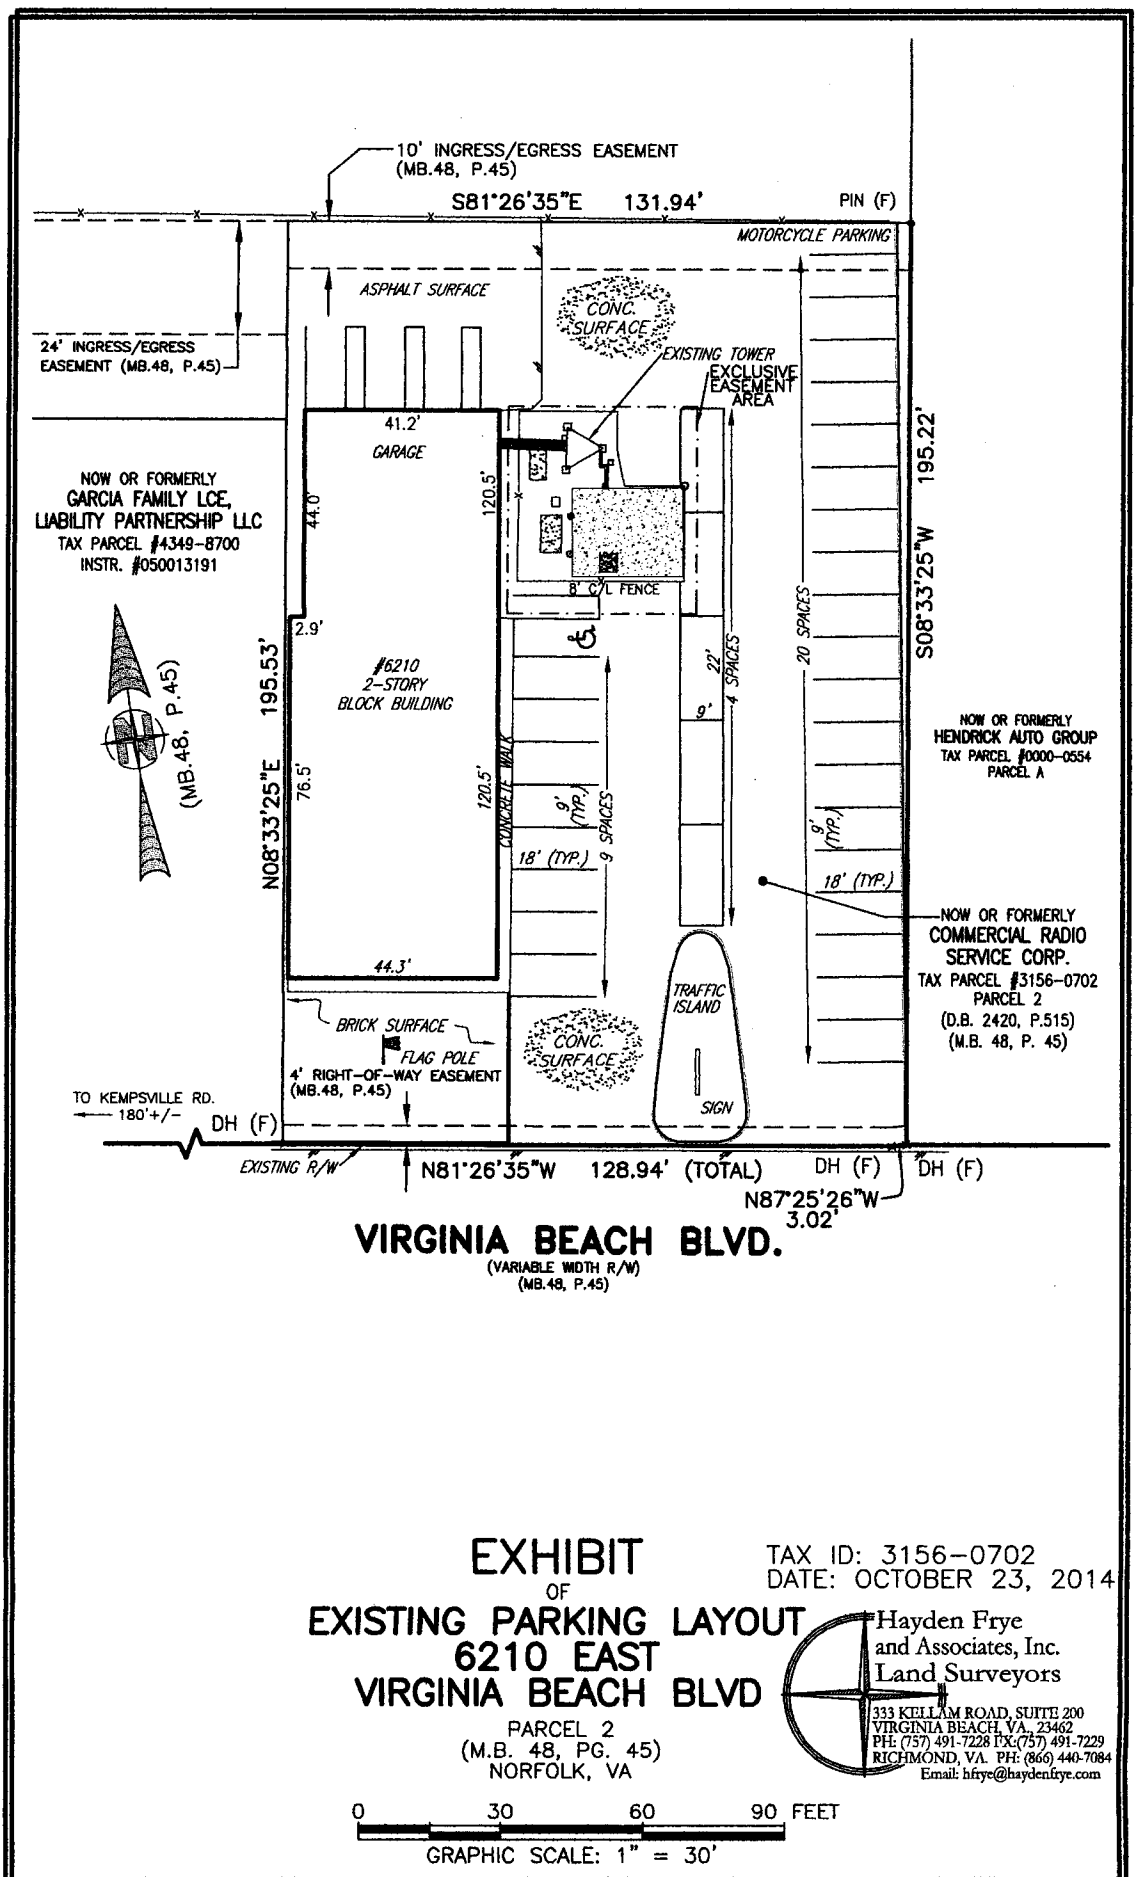 10' INGRESS/EGRESS EASEMENT
(MB.48, P.45)
S81°26'35"E 131.94'
PIN (F)
MOTORCYCLE PARKING
ASPHALT SURFACE
CONC.
SURFACE
24' INGRESS/EGRESS
EASEMENT (MB.48, P.45)
EXISTING TOWER
EXCLUSIVE
EASEMENT
AREA
41.2'
GARAGE
44.0'
120.5'
195.22'
S08°33'25"W
NOW OR FORMERLY
GARCIA FAMILY LCE,
LIABILITY PARTNERSHIP LLC
TAX PARCEL #4349-8700
INSTR. #050013191
8' C/L FENCE
20 SPACES
2.9'
22'
4 SPACES
9'
#6210
2-STORY
BLOCK BUILDING
195.53'
N08°33'25"E
N
(MB.48, P.45)
76.5'
120.5'
CONCRETE WALK
9'
(TYP.)
9 SPACES
18' (TYP.)
9'
(TYP.)
18' (TYP.)
NOW OR FORMERLY
HENDRICK AUTO GROUP
TAX PARCEL #0000-0554
PARCEL A
NOW OR FORMERLY
COMMERCIAL RADIO
SERVICE CORP.
TAX PARCEL #3156-0702
PARCEL 2
(D.B. 2420, P.515)
(M.B. 48, P. 45)
44.3'
TRAFFIC
ISLAND
BRICK SURFACE
CONC.
SURFACE
FLAG POLE
4' RIGHT-OF-WAY EASEMENT
(MB.48, P.45)
SIGN
TO KEMPSVILLE RD.
180'+/-
DH (F)
EXISTING R/W
N81°26'35"W 128.94' (TOTAL)
DH (F)
DH (F)
N87°25'26"W
3.02'
VIRGINIA BEACH BLVD.
(VARIABLE WIDTH R/W)
(MB.48, P.45)
EXHIBIT
OF
EXISTING PARKING LAYOUT
6210 EAST
VIRGINIA BEACH BLVD
PARCEL 2
(M.B. 48, PG. 45)
NORFOLK, VA
TAX ID: 3156-0702
DATE: OCTOBER 23, 2014
Hayden Frye
and Associates, Inc.
Land Surveyors
333 KELLAM ROAD, SUITE 200
VIRGINIA BEACH, VA., 23462
PH: (757) 491-7228 FX:(757) 491-7229
RICHMOND, VA. PH: (866) 440-7084
Email: hfrye@haydenfrye.com
0 30 60 90 FEET
GRAPHIC SCALE: 1" = 30'